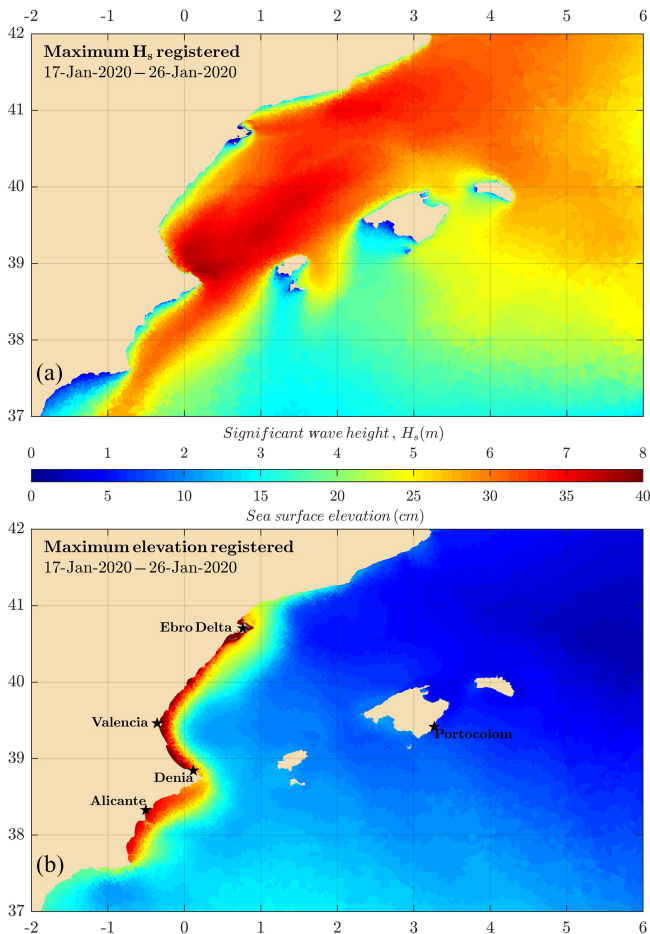 -2 -1 0 1 2 3 4 5 6
42
Maximum Hs registered
17-Jan-2020 – 26-Jan-2020
41
40
39
38
(a)
37
Significant wave height , Hs(m)
0 1 2 3 4 5 6 7 8
0 5 10 15 20 25 30 35 40
Sea surface elevation (cm)
42
Maximum elevation registered
17-Jan-2020 – 26-Jan-2020
41
Ebro Delta
40
Valencia
Portocolom
39
Denia
Alicante
38
(b)
37
-2 -1 0 1 2 3 4 5 6